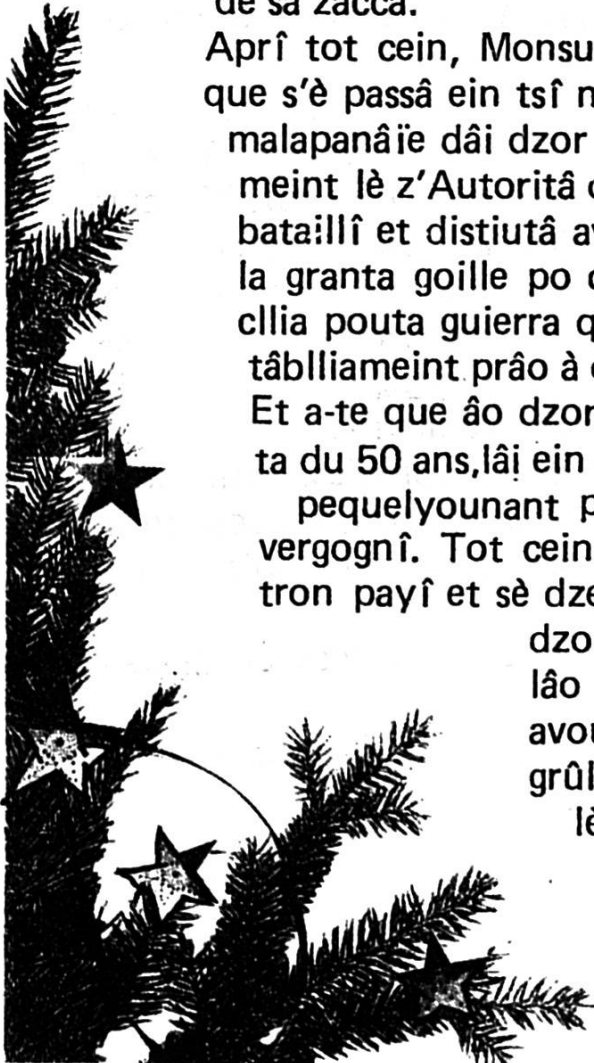 de sa zacca.
Aprî tot cein, Monsu
que s'è passâ ein tsî n
malapanâïe dâi dzor
meint lè z'Autoritâ
bataillî et distiutâ a
la granta goille po
cllia pouta guierra q
tâblliameint prâo à
Et a-te que âo dzor
ta du 50 ans,lâi ein
pequelyounant p
vergognî. Tot cein
tron payî et sè dze
dzo
lâo
avou
grûl
lè